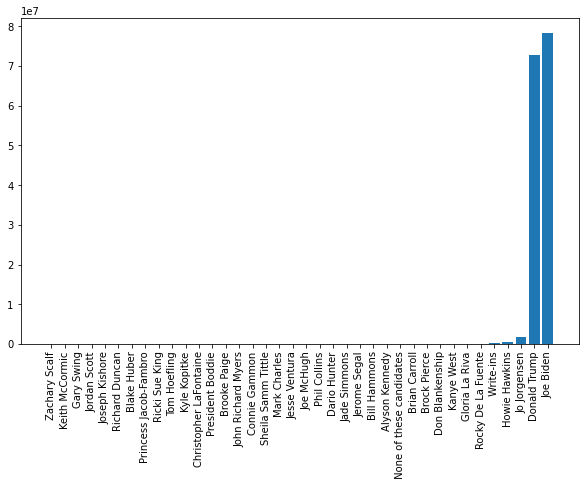 1e7
8
7
6
5
4
3
2
1
0
Zachary Scalf
Keith McCormic
Gary Swing
Jordan Scott
Joseph Kishore
Richard Duncan
Blake Huber
Princess Jacob-Fambro
Ricki Sue King
Tom Hoefling
Kyle Kopitke
Christopher LaFontaine
President Boddie
Brooke Paige
John Richard Myers
Connie Gammon
Sheila Samm Tittle
Mark Charles
Jesse Ventura
Joe McHugh
Phil Collins
Dario Hunter
Jade Simmons
Jerome Segal
Bill Hammons
Alyson Kennedy
None of these candidates
Brian Carroll
Brock Pierce
Don Blankenship
Kanye West
Gloria La Riva
Rocky De La Fuente
Write-ins
Howie Hawkins
Jo Jorgensen
Donald Trump
Joe Biden